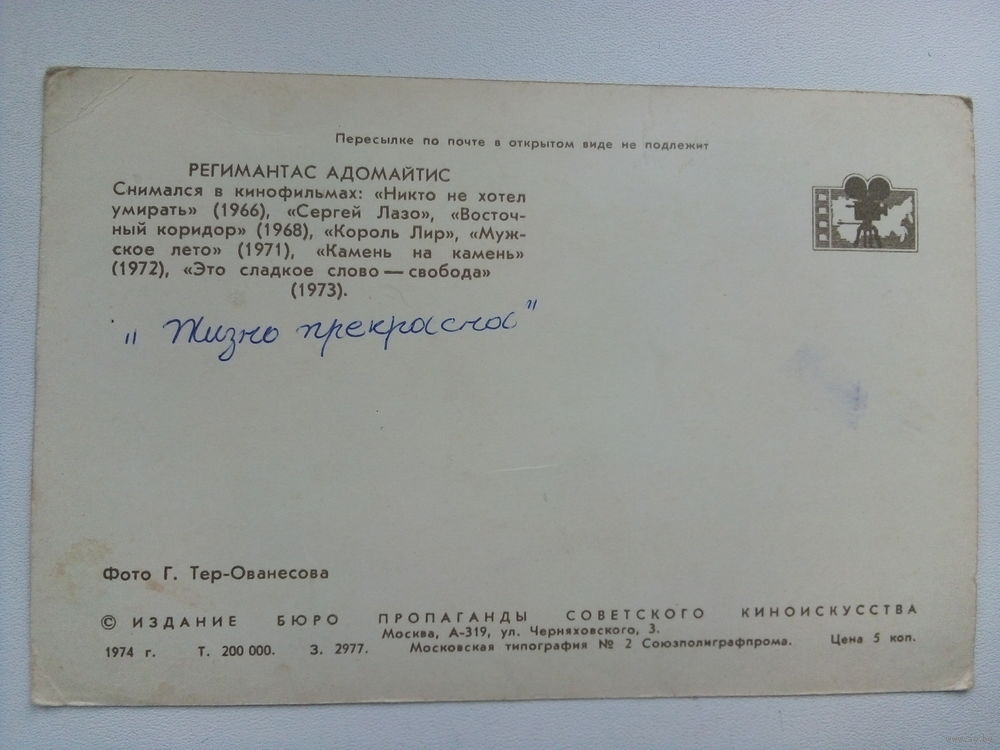 Пересылке по почте в открытом виде не подлежит
РЕГИМАНТАС АДОМАЙТИС
Снимался в кинофильмах: «Никто не хотел
умирать» (1966), «Сергей Лазо», «Восточ-
ный коридор» (1968), «Король Лир», «Муж-
ское лето» (1971), «Камень на камень»
(1972), «Это сладкое слово — свобода»
(1973).
" Жизнь прекрасна"
Фото Г. Тер-Ованесова
© ИЗДАНИЕ БЮРО ПРОПАГАНДЫ СОВЕТСКОГО КИНОИСКУССТВА
Москва, А-319, ул. Черняховского, 3.
1974 г. Т. 200 000. З. 2977. Московская типография № 2 Союзполиграфпрома. Цена 5 коп.